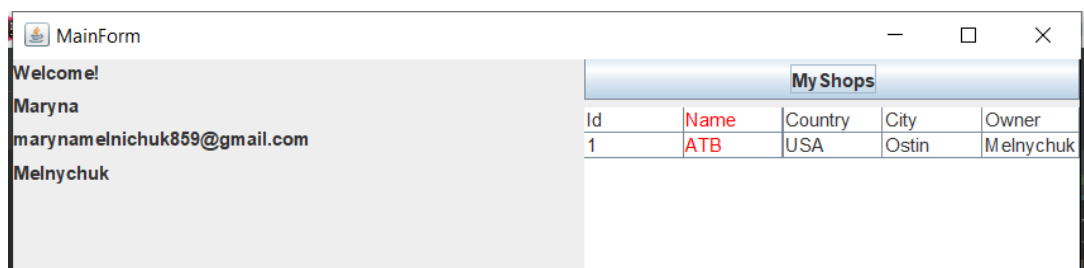 MainForm
Welcome!
Maryna
marynamelnichuk859@gmail.com
Melnychuk
My Shops
Id Name Country City Owner
1 ATB USA Ostin Melnychuk